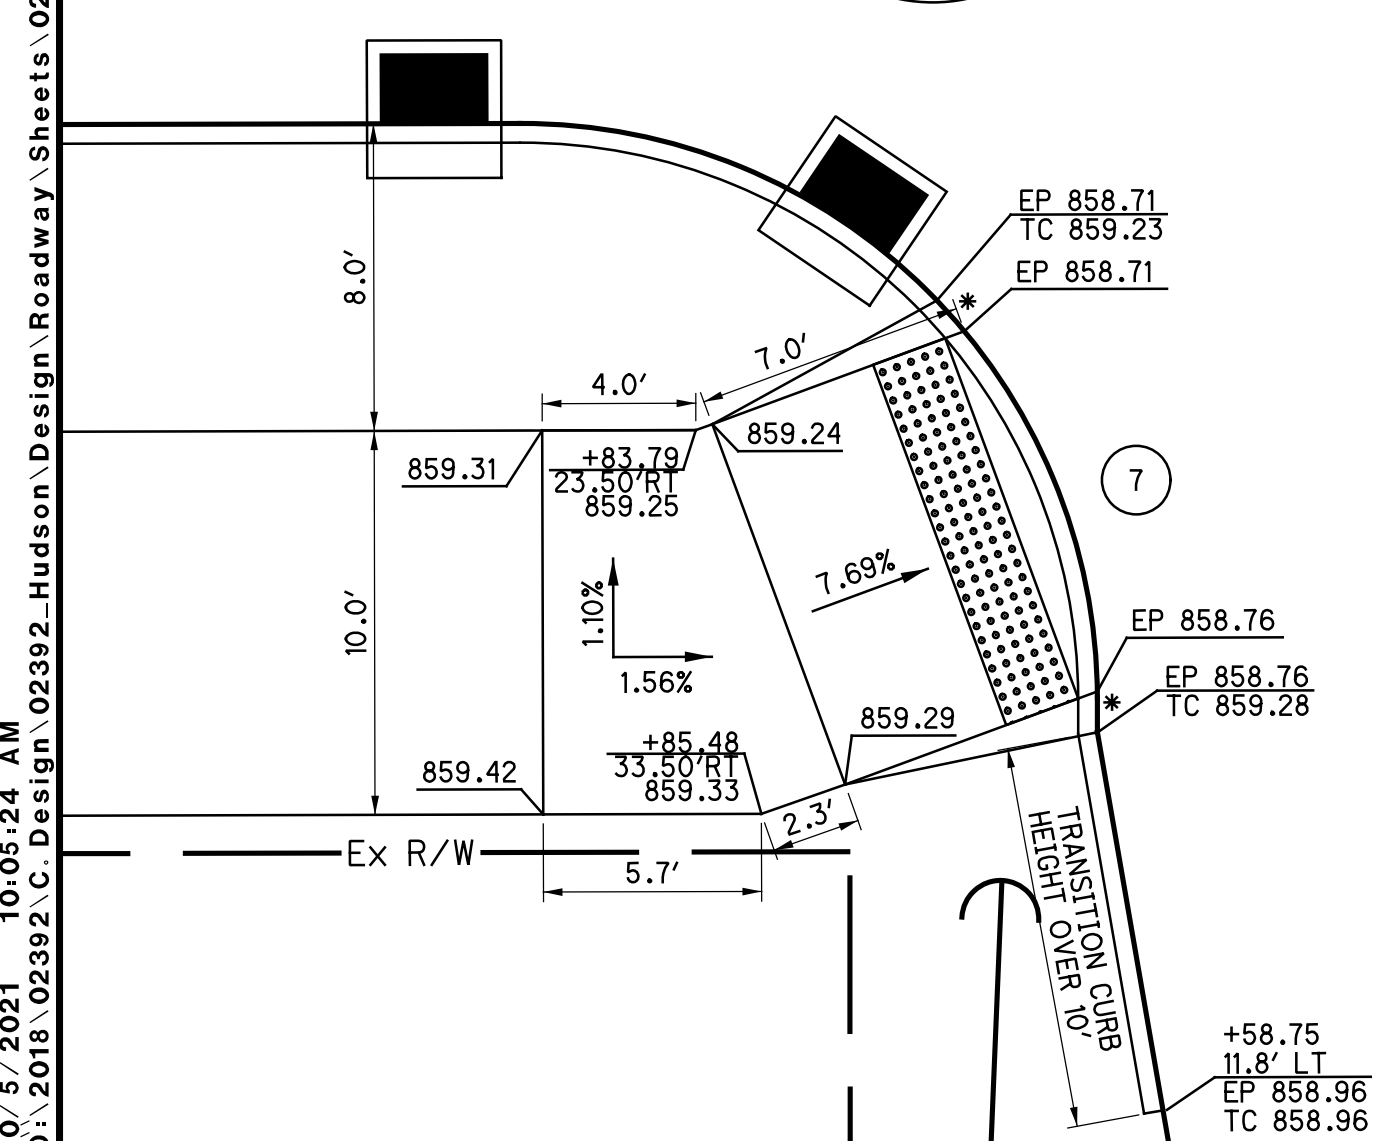 EP 858.71
TC 859.23
EP 858.71
*
8.0′
7.0′
4.0′
859.31
+83.79
23.50′RT
859.25
859.24
7
10.0′
1.10%
1.56%
7.69%
EP 858.76
EP 858.76
TC 859.28
*
859.29
+85.48
33.50′RT
859.33
859.42
2.3′
Ex R/W
5.7′
TRANSITION CURB
HEIGHT OVER 10′
+58.75
11.8′ LT
EP 858.96
TC 858.96
0/5/2021 10:05:24 AM
:\2018\02392\C.Design\02392_Hudson\Design\Roadway\Sheets\02